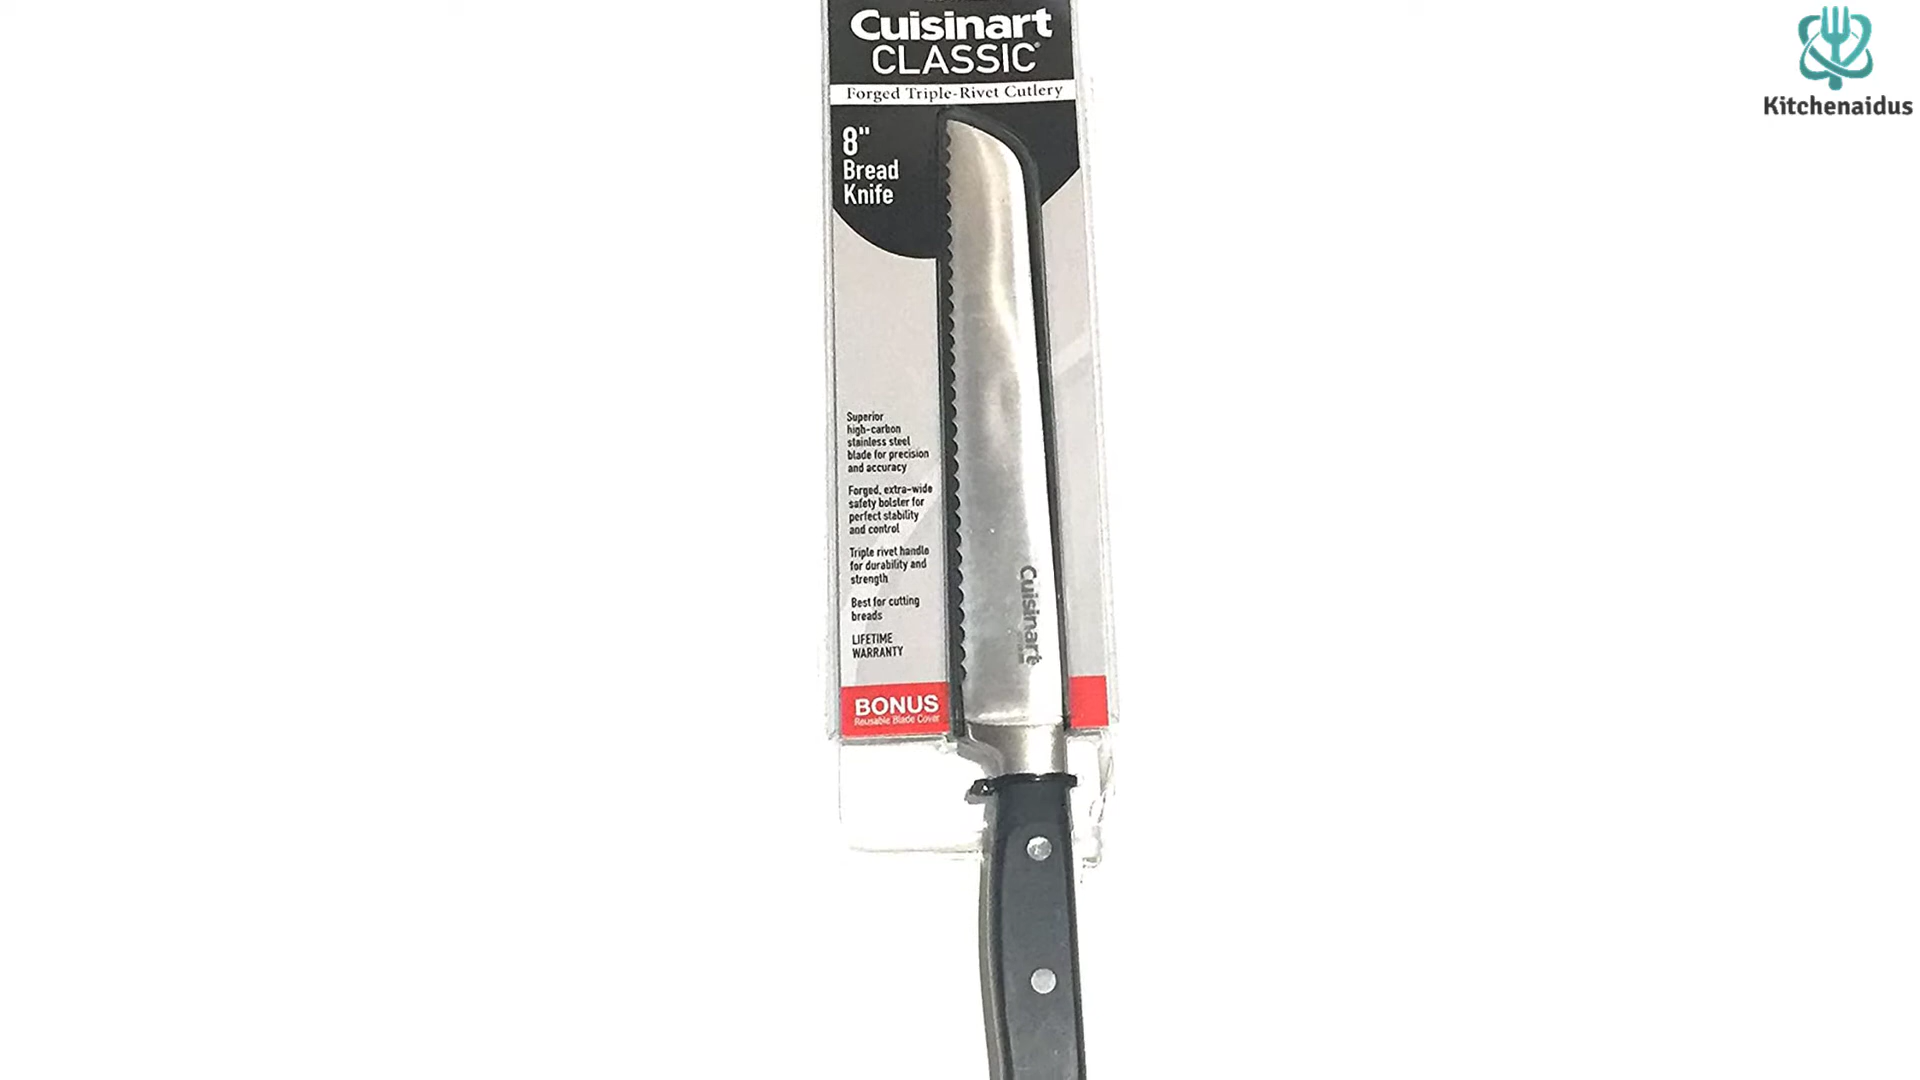 Cuisinart
CLASSIC®
Forged Triple-Rivet Cutlery
8"
Bread
Knife
Superior
high-carbon
stainless steel
blade for precision
and accuracy
Forged, extra-wide
safety bolster for
perfect stability
and control
Triple rivet handle
for durability and
strength
Best for cutting
breads
LIFETIME
WARRANTY
BONUS
Reusable Blade Cover
Cuisinart
Kitchenaidus